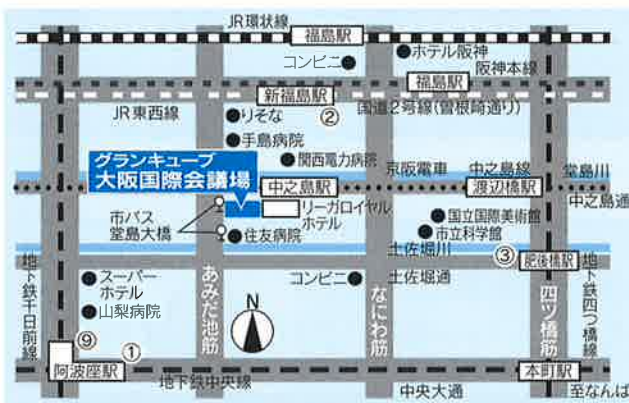 JR環状線
福島駅
コンビニ
ホテル阪神
阪神本線
福島駅
新福島駅
②
国道2号線(曽根崎通り)
JR東西線
りそな
手島病院
関西電力病院
グランキューブ
大阪国際会議場
京阪電車
中之島線
堂島川
中之島駅
渡辺橋駅
中之島通
市バス
堂島大橋
リーガロイヤル
ホテル
国立国際美術館
市立科学館
住友病院
土佐堀川
③
肥後橋駅
地下鉄千日前線
スーパー
ホテル
山梨病院
あみだ池筋
コンビニ
土佐堀通
なにわ筋
四ツ橋筋
地下鉄四つ橋線
N
⑨
①
阿波座駅
地下鉄中央線
中央大通
本町駅
至なんば